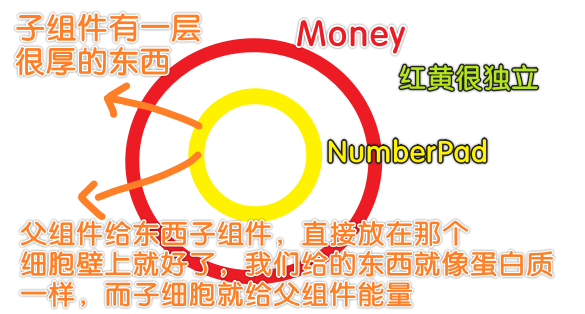 子组件有一层
很厚的东西
Money
红黄很独立
NumberPad
父组件给东西子组件，直接放在那个
细胞壁上就好了，我们给的东西就像蛋白质
一样，而子细胞就给父组件能量